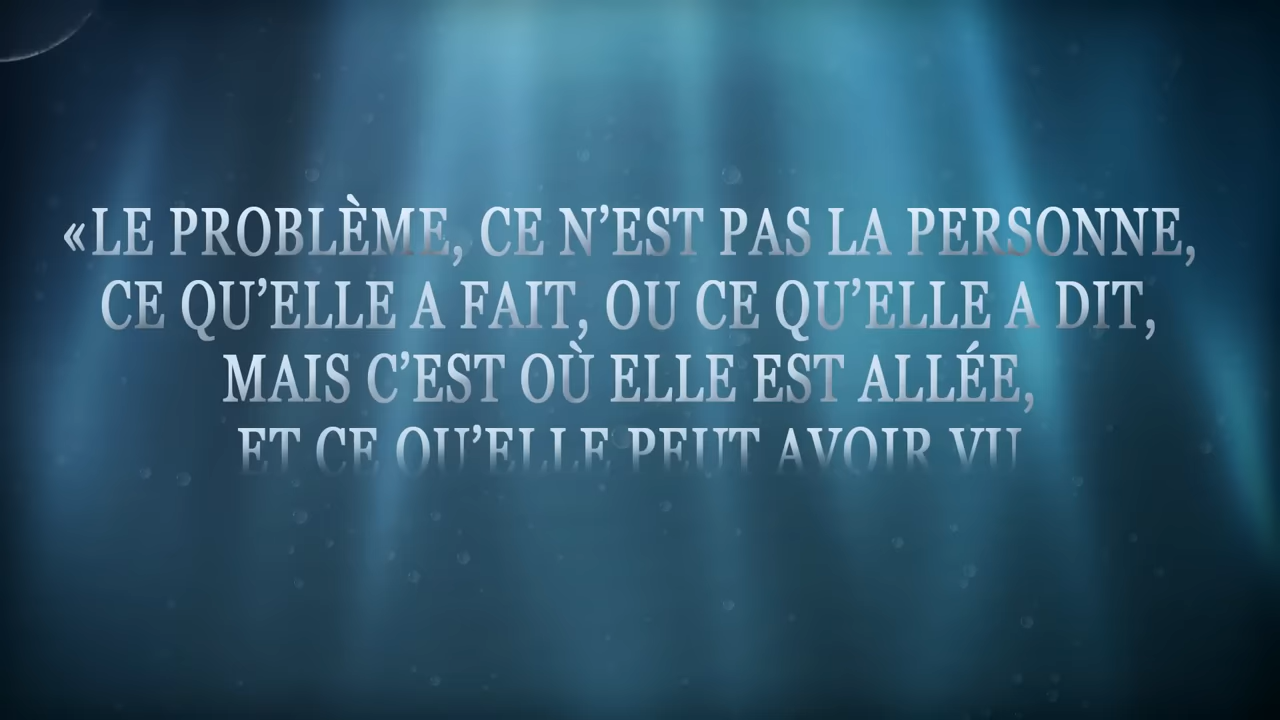 «LE PROBLÈME, CE N’EST PAS LA PERSONNE,
CE QU’ELLE A FAIT, OU CE QU’ELLE A DIT,
MAIS C’EST OÙ ELLE EST ALLÉE,
ET CE QU’ELLE PEUT AVOIR VU